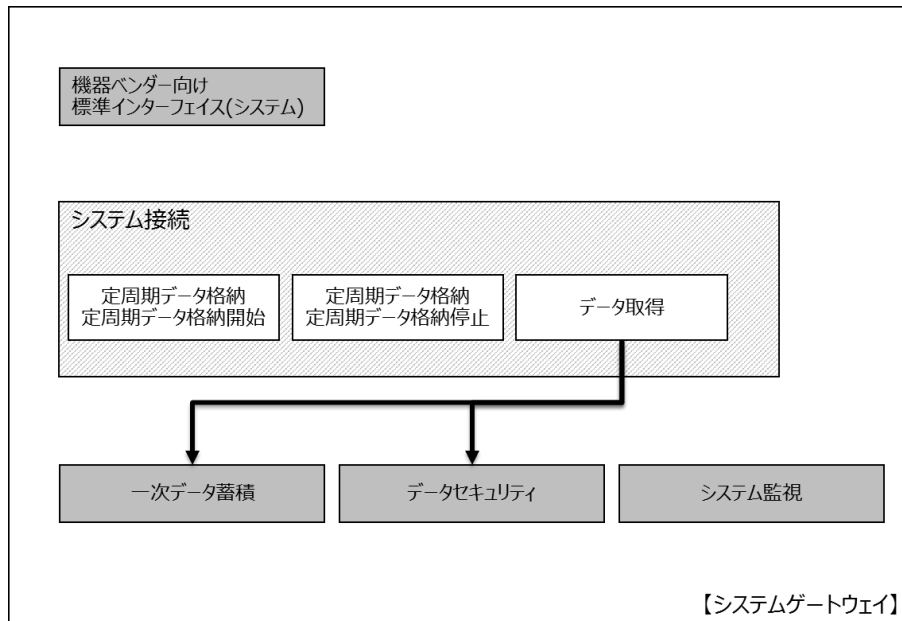 機器ベンダー向け
標準インターフェイス(システム)
システム接続
定周期データ格納
定周期データ格納開始
定周期データ格納
定周期データ格納停止
データ取得
一次データ蓄積
データセキュリティ
システム監視
【システムゲートウェイ】